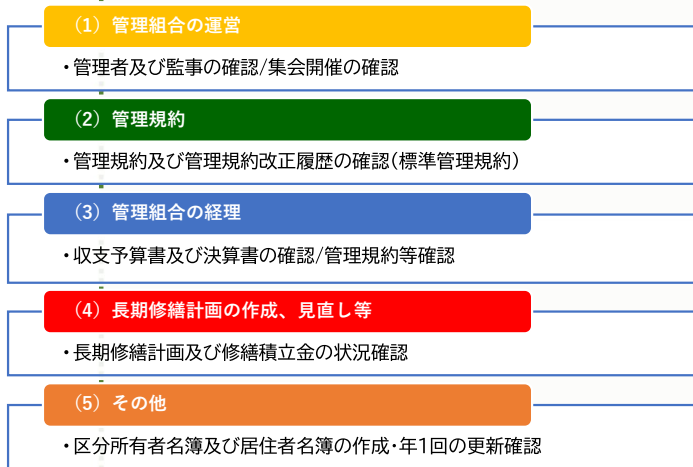 (1) 管理組合の運営
・管理者及び監事の確認/集会開催の確認
(2) 管理規約
・管理規約及び管理規約改正履歴の確認(標準管理規約)
(3) 管理組合の経理
・収支予算書及び決算書の確認/管理規約等確認
(4) 長期修繕計画の作成、見直し等
・長期修繕計画及び修繕積立金の状況確認
(5) その他
・区分所有者名簿及び居住者名簿の作成・年1回の更新確認